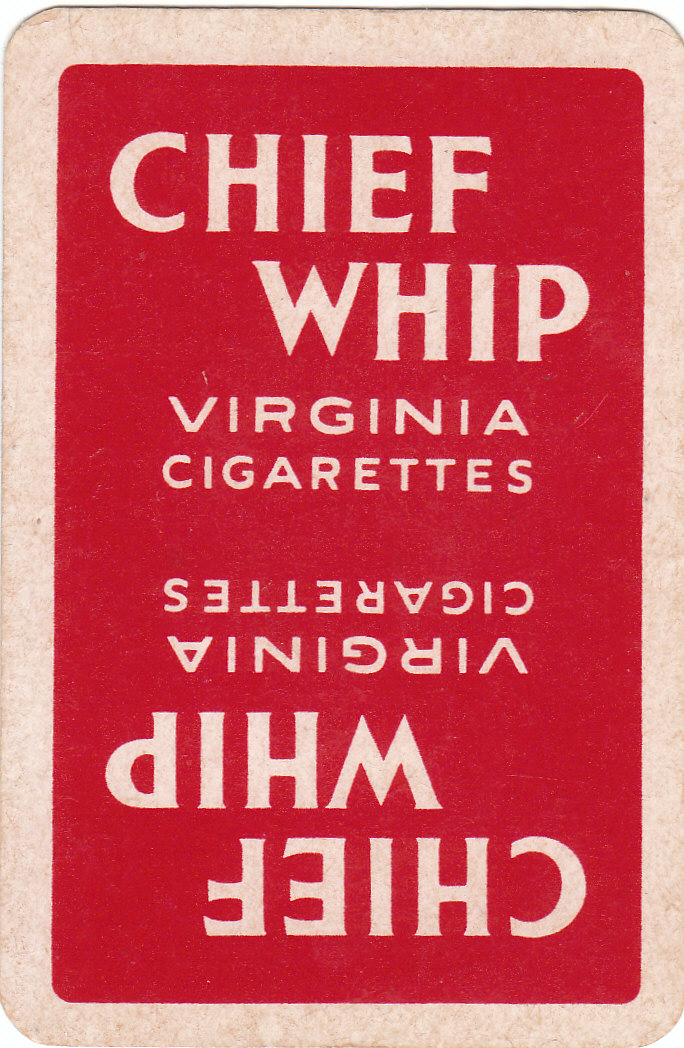 CHIEF
WHIP
VIRGINIA
CIGARETTES
CIGARETTES
VIRGINIA
WHIP
CHIEF